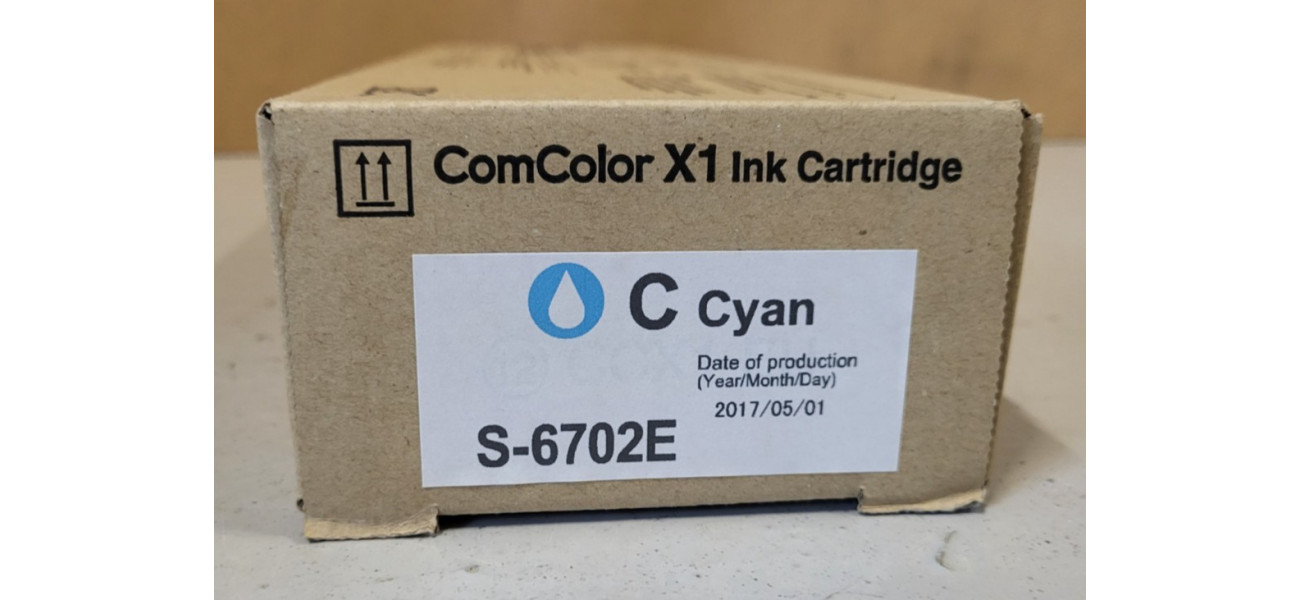 ComColor X1 Ink Cartridge
C Cyan
Date of production
(Year/Month/Day)
2017/05/01
S-6702E